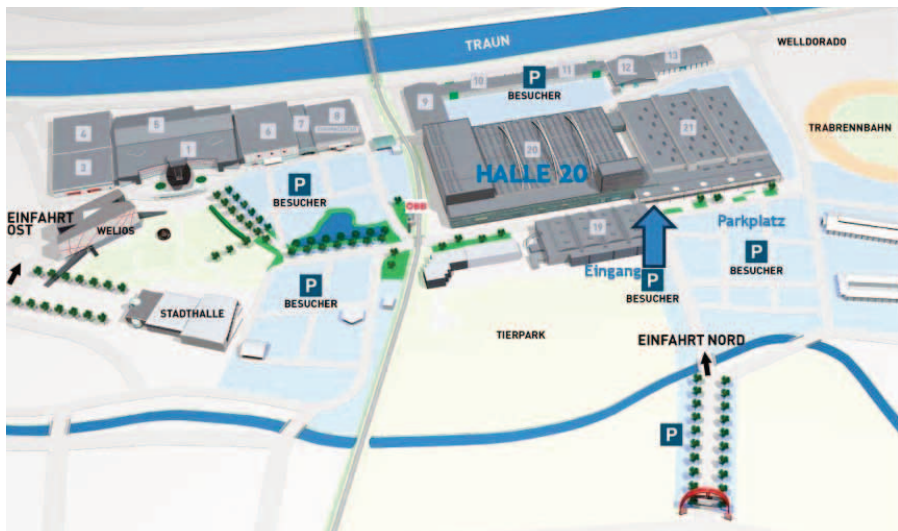 TRAUN
WELLDORADO
13
12
11
10
P
BESUCHER
9
8
7
6
5
4
3
1
21
20
HALLE 20
TRABRENNBAHN
P
BESUCHER
ÖBB
EINFAHRT
OST
WELIOS
19
Parkplatz
Eingang
P
BESUCHER
P
BESUCHER
P
BESUCHER
STADTHALLE
TIERPARK
EINFAHRT NORD
P